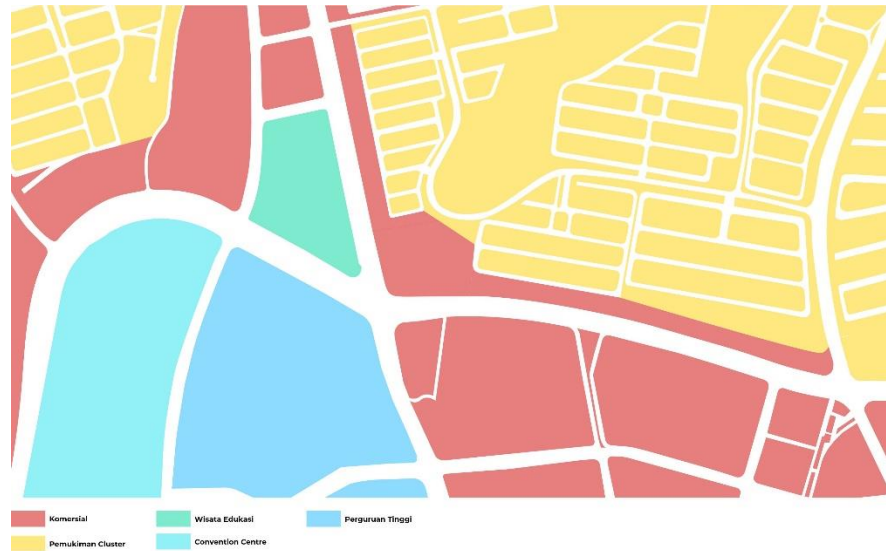 Komersial
Wisata Edukasi
Perguruan Tinggi
Pemukiman Cluster
Convention Centre